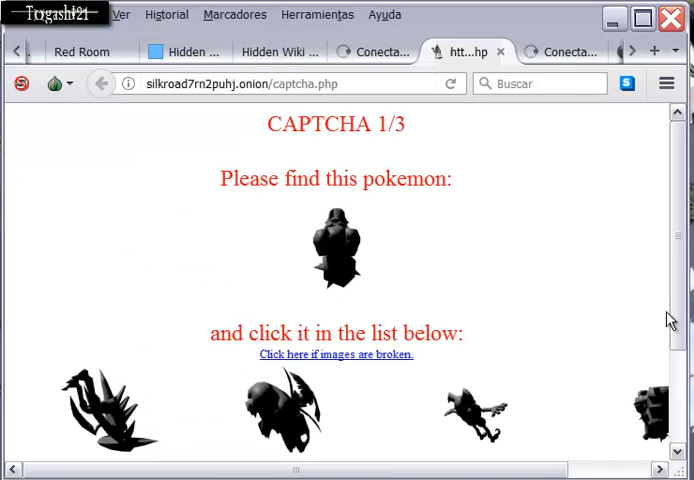 Togashi21
Ver Historial Marcadores Herramientas Ayuda
Red Room Hidden ... Hidden Wiki ... Conecta... htt...hp Conecta...
silkroad7rn2puhj.onion/captcha.php Buscar
CAPTCHA 1/3
Please find this pokemon:
and click it in the list below:
Click here if images are broken.